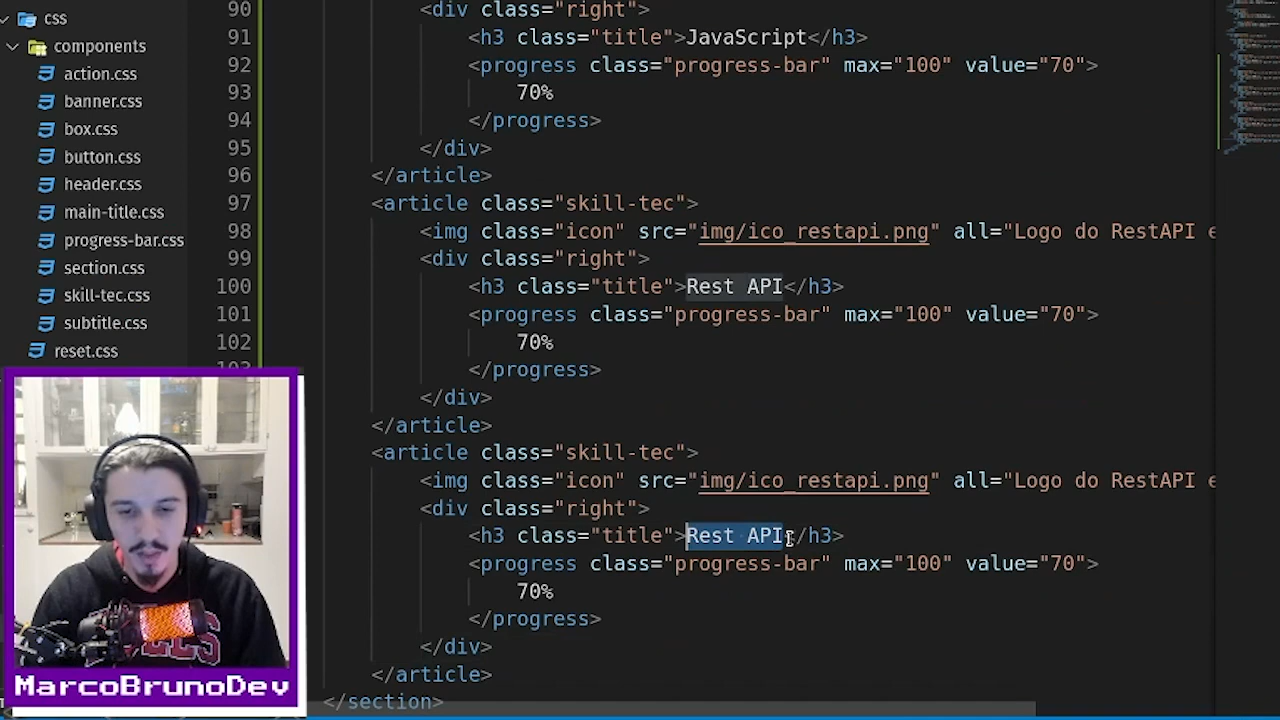 css
components
action.css
banner.css
box.css
button.css
header.css
main-title.css
progress-bar.css
section.css
skill-tec.css
subtitle.css
reset.css
90 <div class="right">
91 <h3 class="title">JavaScript</h3>
92 <progress class="progress-bar" max="100" value="70">
93 70%
94 </progress>
95 </div>
96 </article>
97 <article class="skill-tec">
98 <img class="icon" src="img/ico_restapi.png" all="Logo do RestAPI e
99 <div class="right">
100 <h3 class="title">Rest API</h3>
101 <progress class="progress-bar" max="100" value="70">
102 70%
</progress>
</div>
</article>
<article class="skill-tec">
<img class="icon" src="img/ico_restapi.png" all="Logo do RestAPI e
<div class="right">
<h3 class="title">Rest API</h3>
<progress class="progress-bar" max="100" value="70">
70%
</progress>
</div>
</article>
</section>
MarcoBrunoDev